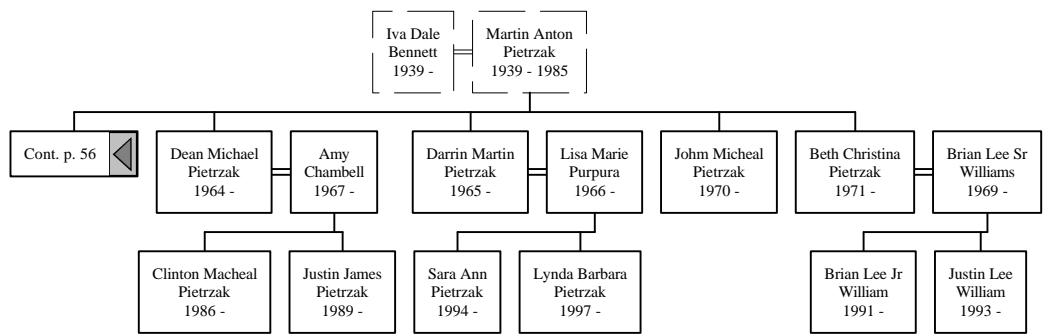 Iva Dale
Bennett
1939 -
Martin Anton
Pietrzak
1939 - 1985
Cont. p. 56
Dean Michael
Pietrzak
1964 -
Amy
Chambell
1967 -
Darrin Martin
Pietrzak
1965 -
Lisa Marie
Purpura
1966 -
Johm Micheal
Pietrzak
1970 -
Beth Christina
Pietrzak
1971 -
Brian Lee Sr
Williams
1969 -
Clinton Macheal
Pietrzak
1986 -
Justin James
Pietrzak
1989 -
Sara Ann
Pietrzak
1994 -
Lynda Barbara
Pietrzak
1997 -
Brian Lee Jr
William
1991 -
Justin Lee
William
1993 -